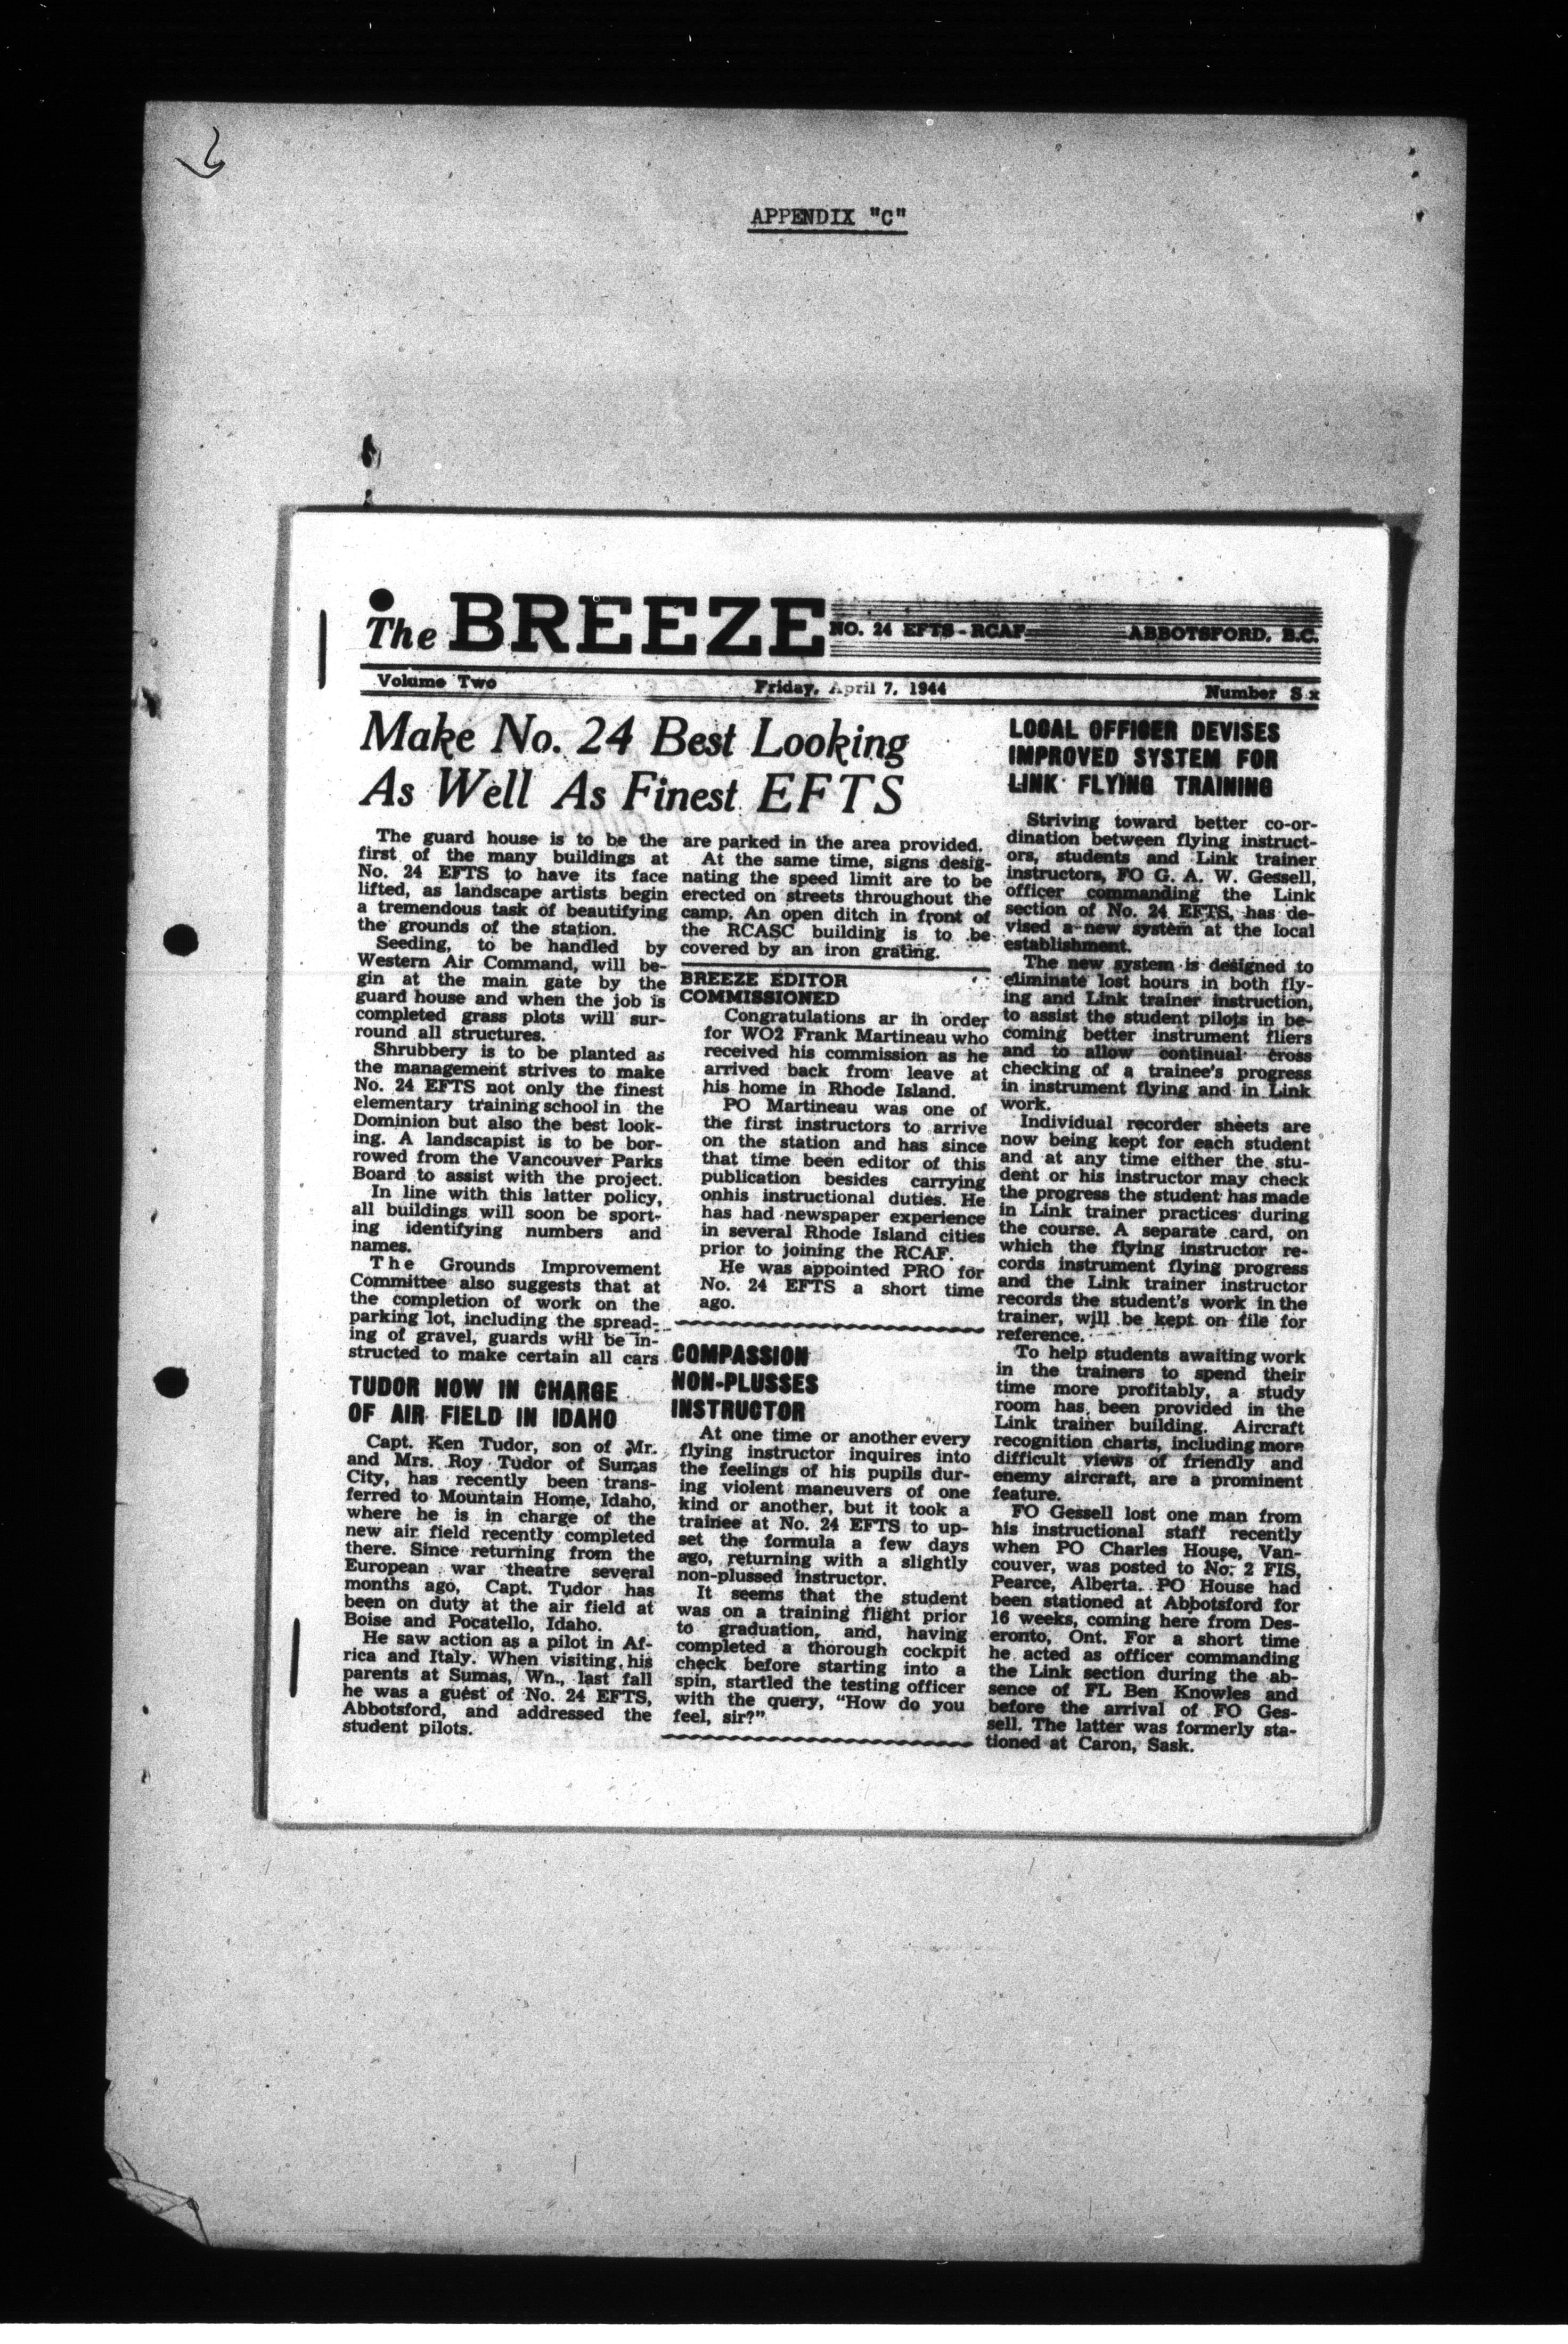 APPENDIX "C"
The BREEZE NO. 24 EFTS - RCAF ABBOTSFORD, B.C.
Volume Two Friday, April 7, 1944 Number S x
Make No. 24 Best Looking
As Well As Finest EFTS
The guard house is to be the
first of the many buildings at
No. 24 EFTS to have its face
lifted, as landscape artists begin
a tremendous task of beautifying
the grounds of the station.
Seeding, to be handled by
Western Air Command, will be-
gin at the main gate by the
guard house and when the job is
completed grass plots will sur-
round all structures.
Shrubbery is to be planted as
the management strives to make
No. 24 EFTS not only the finest
elementary training school in the
Dominion but also the best look-
ing. A landscapist is to be bor-
rowed from the Vancouver Parks
Board to assist with the project.
In line with this latter policy,
all buildings will soon be sport-
ing identifying numbers and
names.
The Grounds Improvement
Committee also suggests that at
the completion of work on the
parking lot, including the spread-
ing of gravel, guards will be in-
structed to make certain all cars
are parked in the area provided.
At the same time, signs desig-
nating the speed limit are to be
erected on streets throughout the
camp. An open ditch in front of
the RCASC building is to be
covered by an iron grating.
TUDOR NOW IN CHARGE
OF AIR FIELD IN IDAHO
Capt. Ken Tudor, son of Mr.
and Mrs. Roy Tudor of Sumas
City, has recently been trans-
ferred to Mountain Home, Idaho,
where he is in charge of the
new air field recently completed
there. Since returning from the
European war theatre several
months ago, Capt. Tudor has
been on duty at the air field at
Boise and Pocatello, Idaho.
He saw action as a pilot in Af-
rica and Italy. When visiting his
parents at Sumas, Wn., last fall
he was a guest of No. 24 EFTS,
Abbotsford, and addressed the
student pilots.
BREEZE EDITOR
COMMISSIONED
Congratulations ar in order
for WO2 Frank Martineau who
received his commission as he
arrived back from leave at
his home in Rhode Island.
PO Martineau was one of
the first instructors to arrive
on the station and has since
that time been editor of this
publication besides carrying
onhis instructional duties. He
has had newspaper experience
in several Rhode Island cities
prior to joining the RCAF.
He was appointed PRO for
No. 24 EFTS a short time
ago.
COMPASSION
NON-PLUSSES
INSTRUCTOR
At one time or another every
flying instructor inquires into
the feelings of his pupils dur-
ing violent maneuvers of one
kind or another, but it took a
trainee at No. 24 EFTS to up-
set the formula a few days
ago, returning with a slightly
non-plussed instructor.
It seems that the student
was on a training flight prior
to graduation, and, having
completed a thorough cockpit
check before starting into a
spin, startled the testing officer
with the query, "How do you
feel, sir?"
LOCAL OFFICER DEVISES
IMPROVED SYSTEM FOR
LINK FLYING TRAINING
Striving toward better co-or-
dination between flying instruct-
ors, students and Link trainer
instructors, FO G. A. W. Gessell,
officer commanding the Link
section of No. 24 EFTS, has de-
vised a new system at the local
establishment.
The new system is designed to
eliminate lost hours in both fly-
ing and Link trainer instruction,
to assist the student pilots in be-
coming better instrument fliers
and to allow continual cross
checking of a trainee's progress
in instrument flying and in Link
work.
Individual recorder sheets are
now being kept for each student
and at any time either the stu-
dent or his instructor may check
the progress the student has made
in Link trainer practices during
the course. A separate card, on
which the flying instructor re-
cords instrument flying progress
and the Link trainer instructor
records the student's work in the
trainer, will be kept on file for
reference.
To help students awaiting work
in the trainers to spend their
time more profitably, a study
room has been provided in the
Link trainer building. Aircraft
recognition charts, including more
difficult views of friendly and
enemy aircraft, are a prominent
feature.
FO Gessell lost one man from
his instructional staff recently
when PO Charles House, Van-
couver, was posted to No. 2 FIS,
Pearce, Alberta. PO House had
been stationed at Abbotsford for
16 weeks, coming here from Des-
eronto, Ont. For a short time
he acted as officer commanding
the Link section during the ab-
sence of FL Ben Knowles and
before the arrival of FO Ges-
sell. The latter was formerly sta-
tioned at Caron, Sask.